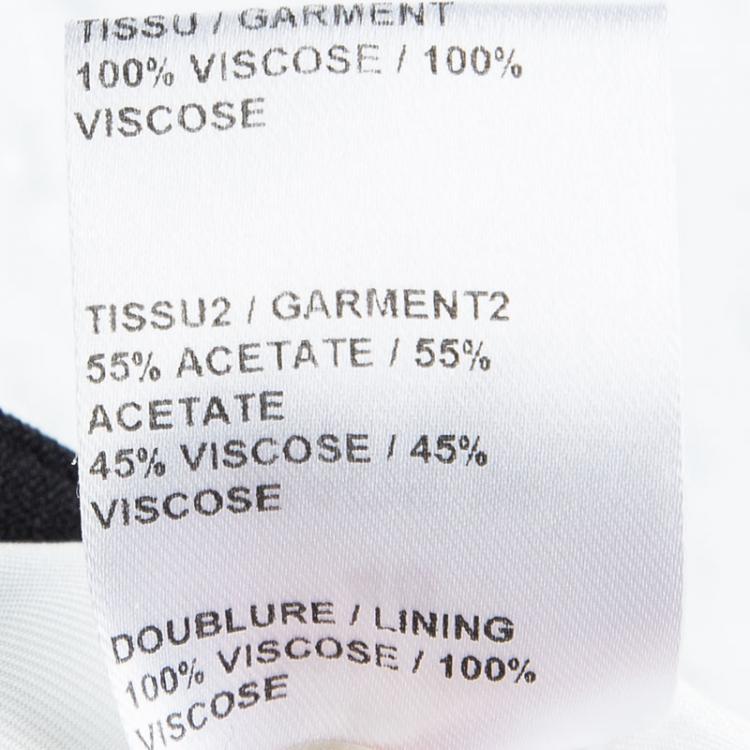 TISSU / GARMENT
100% VISCOSE / 100%
VISCOSE
TISSU2 / GARMENT2
55% ACETATE / 55%
ACETATE
45% VISCOSE / 45%
VISCOSE
DOUBLURE / LINING
100% VISCOSE / 100%
VISCOSE